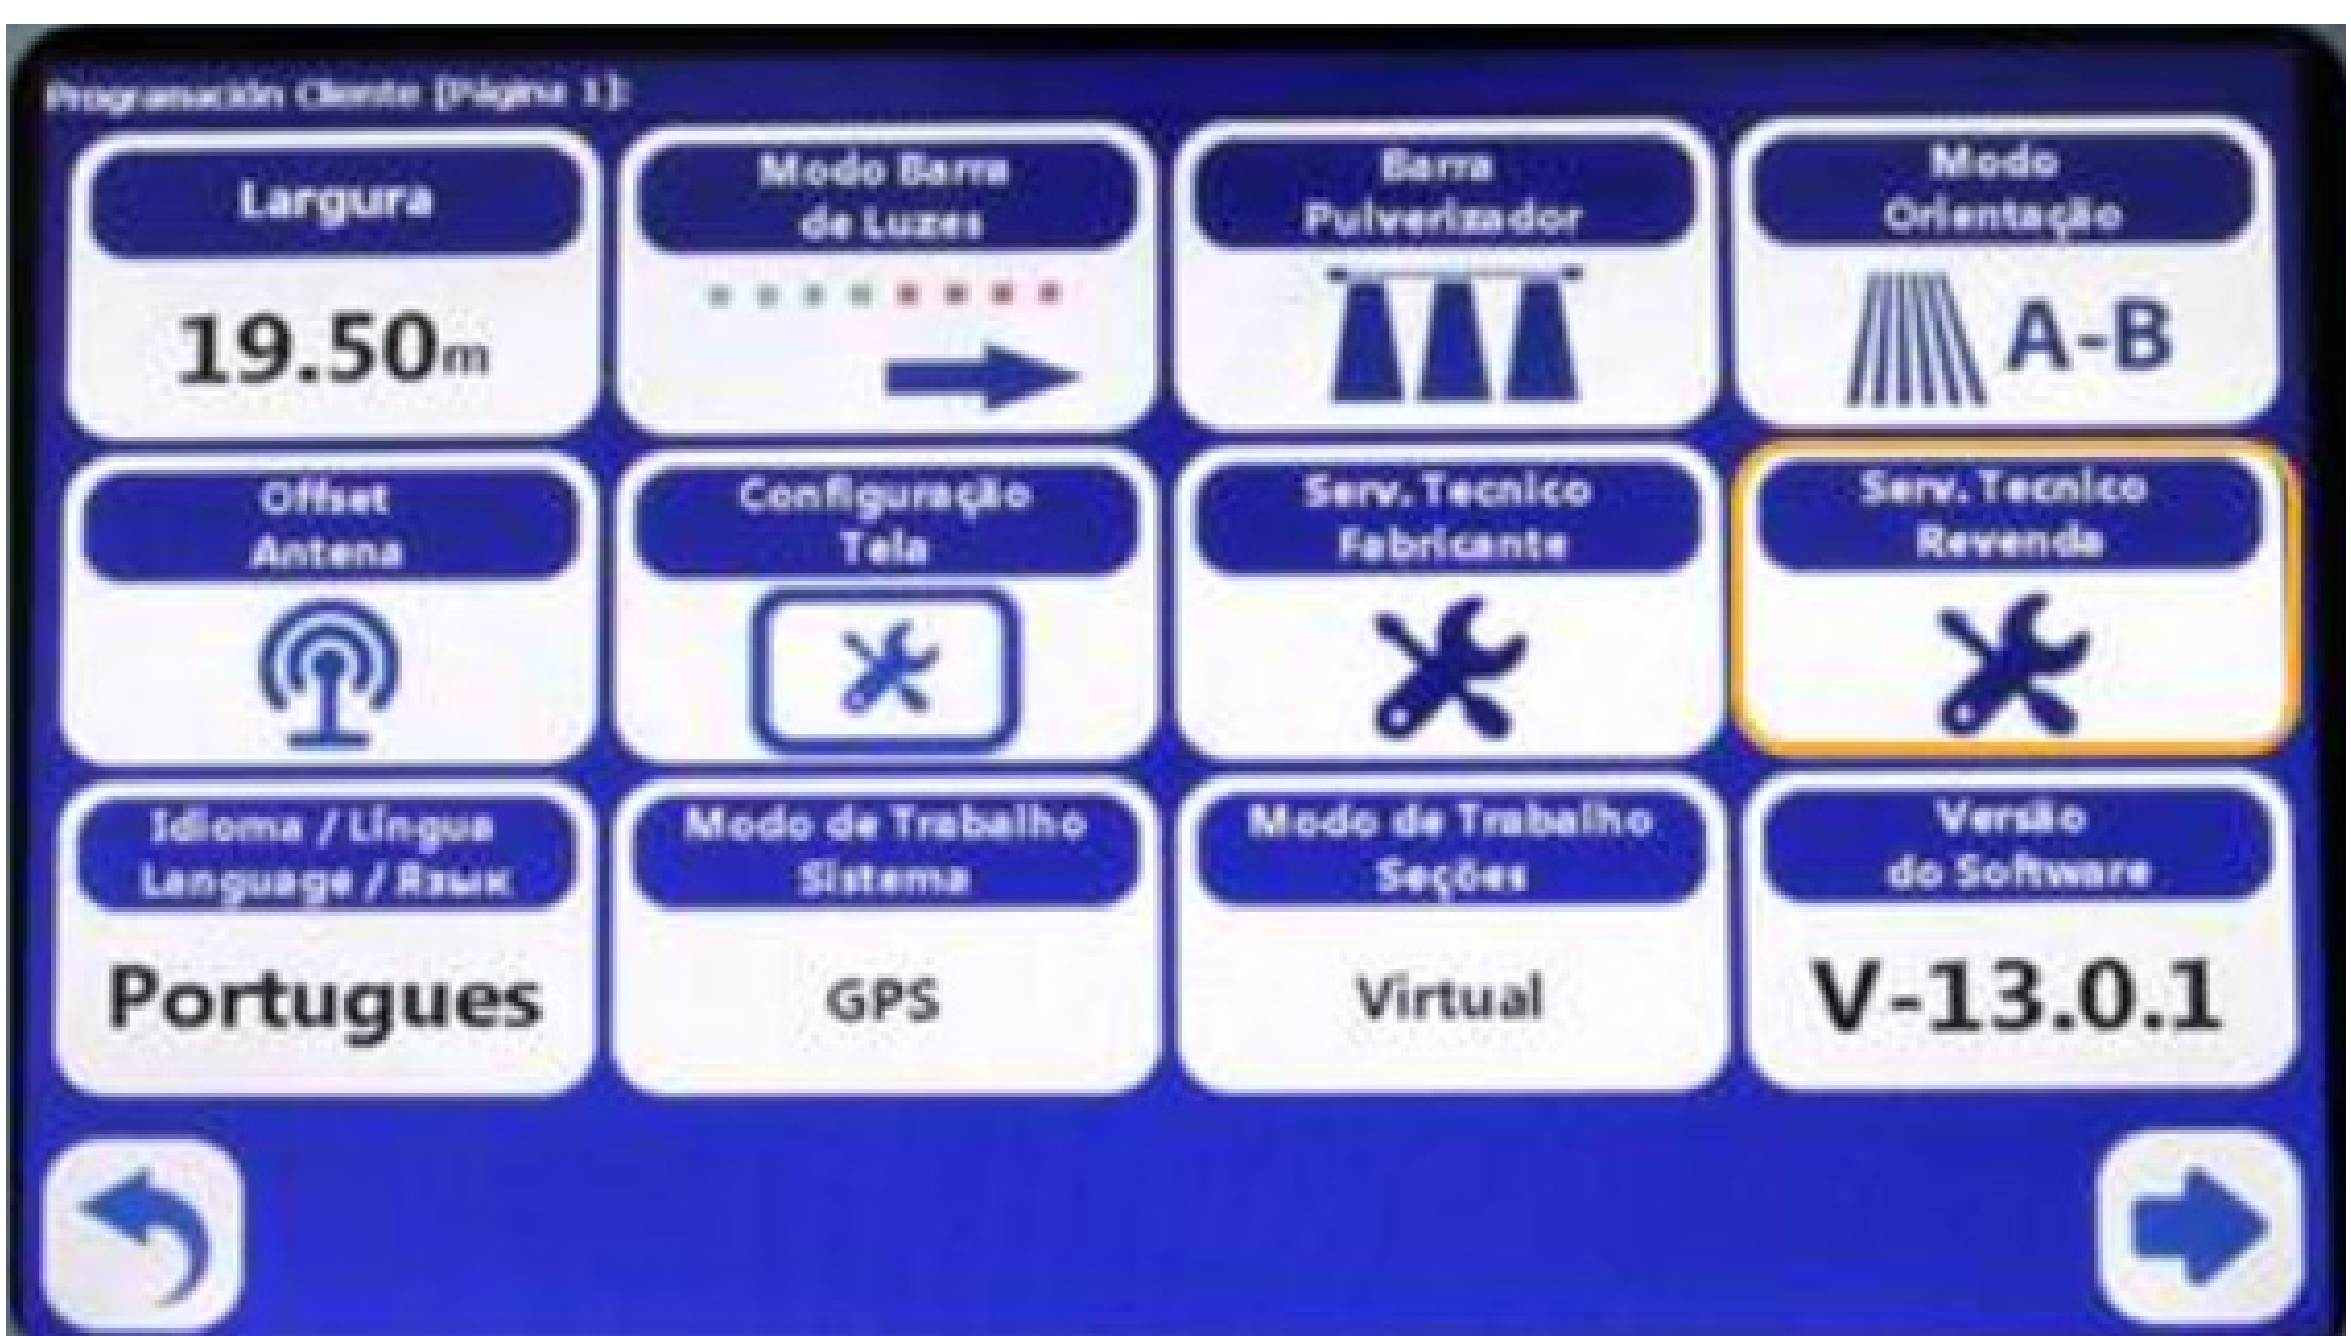 Programación Cliente [Página 1]:
Largura
19.50m
Modo Barra
de Luzes
Barra
Pulverizador
Modo
Orientação
A-B
Offset
Antena
Configuração
Tela
Serv. Tecnico
Fabricante
Serv. Tecnico
Revenda
Idioma / Língua
Language / Язык
Portugues
Modo de Trabalho
Sistema
GPS
Modo de Trabalho
Seções
Virtual
Versão
do Software
V-13.0.1